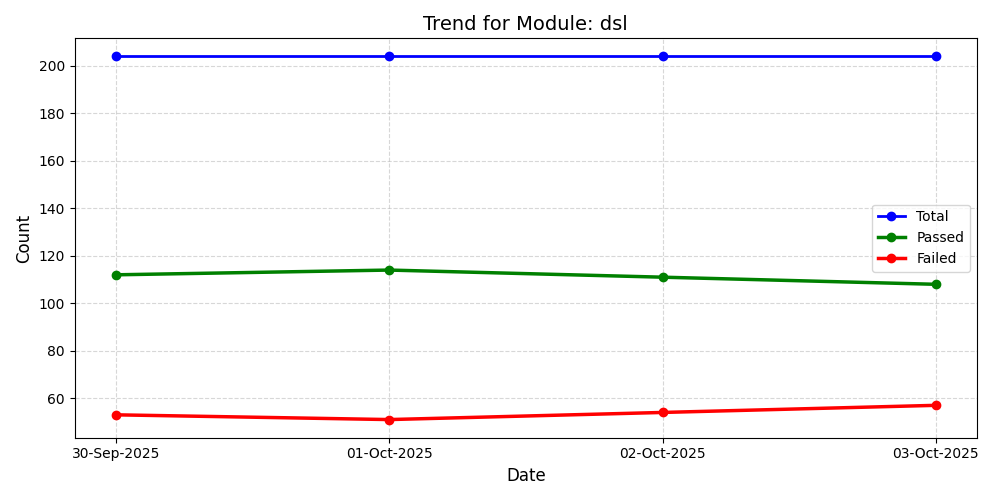 Trend for Module: dsl
Count
200
180
160
140
120
100
80
60
Total
Passed
Failed
30-Sep-2025 01-Oct-2025 02-Oct-2025 03-Oct-2025
Date